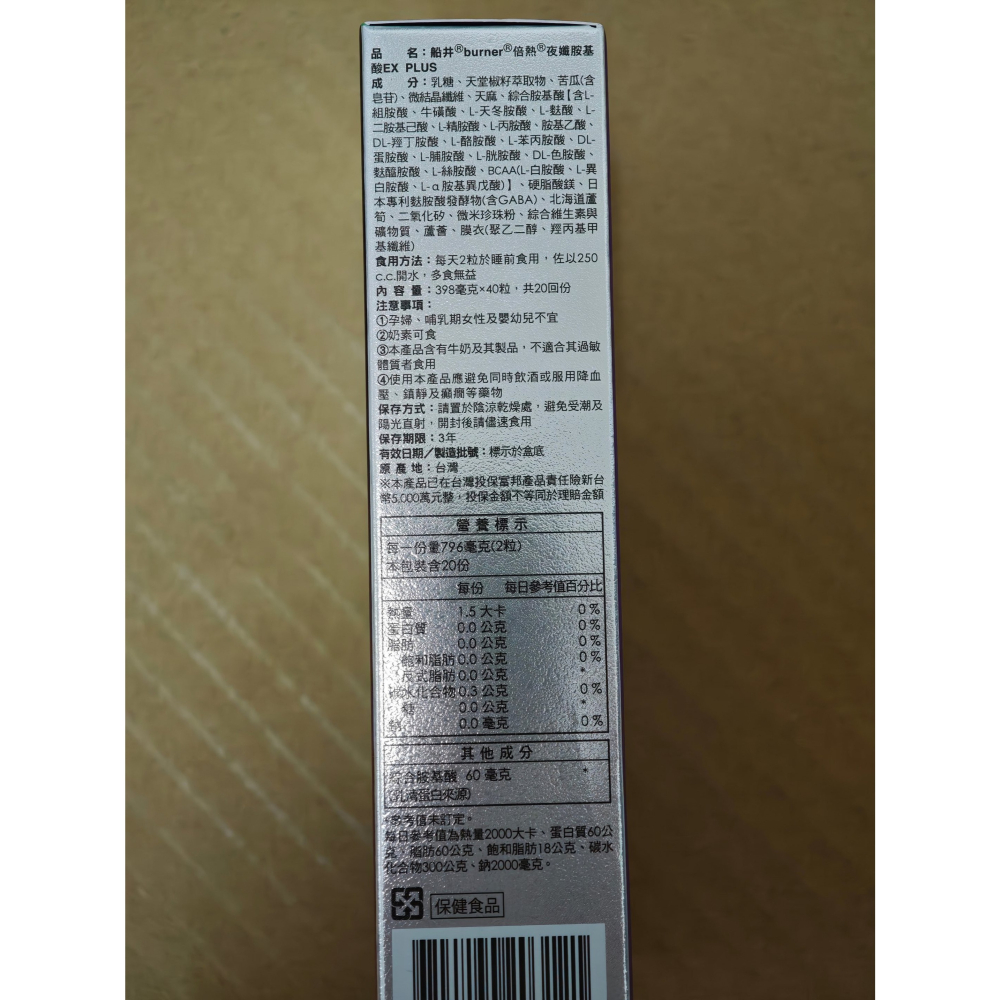 品　　名：船井®burner®倍熱®夜孅胺基
酸EX PLUS
成　　分：乳糖、天堂椒籽萃取物、苦瓜(含
皂苷)、微結晶纖維、天麻、綜合胺基酸【含L-
組胺酸、牛磺酸、L-天冬胺酸、L-麩酸、L-
二胺基己酸、L-精胺酸、L-丙胺酸、胺基乙酸、
DL-羥丁胺酸、L-酪胺酸、L-苯丙胺酸、DL-
蛋胺酸、L-脯胺酸、L-胱胺酸、DL-色胺酸、
麩醯胺酸、L-絲胺酸、BCAA(L-白胺酸、L-異
白胺酸、L-α胺基異戊酸)】、硬脂酸鎂、日
本專利麩胺酸發酵物(含GABA)、北海道蘆
筍、二氧化矽、微米珍珠粉、綜合維生素與
礦物質、蘆薈、膜衣(聚乙二醇、羥丙基甲
基纖維)
食用方法：每天2粒於睡前食用，佐以250
c.c.開水，多食無益
內 容 量：398毫克×40粒，共20回份
注意事項：
①孕婦、哺乳期女性及嬰幼兒不宜
②奶素可食
③本產品含有牛奶及其製品，不適合其過敏
體質者食用
④使用本產品應避免同時飲酒或服用降血
壓、鎮靜及癲癇等藥物
保存方式：請置於陰涼乾燥處，避免受潮及
陽光直射，開封後請儘速食用
保存期限：3年
有效日期／製造批號：標示於盒底
原 產 地：台灣
※本產品已在台灣投保富邦產品責任險新台
幣5,000萬元整，投保金額不等同於理賠金額
營養標示
每一份量796毫克(2粒)
本包裝含20份
每份 每日參考值百分比
熱量 1.5 大卡 0%
蛋白質 0.0 公克 0%
脂肪 0.0 公克 0%
飽和脂肪 0.0 公克 0%
反式脂肪 0.0 公克 *
碳水化合物 0.3 公克 0%
糖 0.0 公克 *
鈉 0.0 毫克 0%
其他成分
綜合胺基酸 60 毫克 *
(乳清蛋白來源)
*參考值未訂定。
每日參考值為熱量2000大卡、蛋白質60公
克、脂肪60公克、飽和脂肪18公克、碳水
化合物300公克、鈉2000毫克。
保健食品